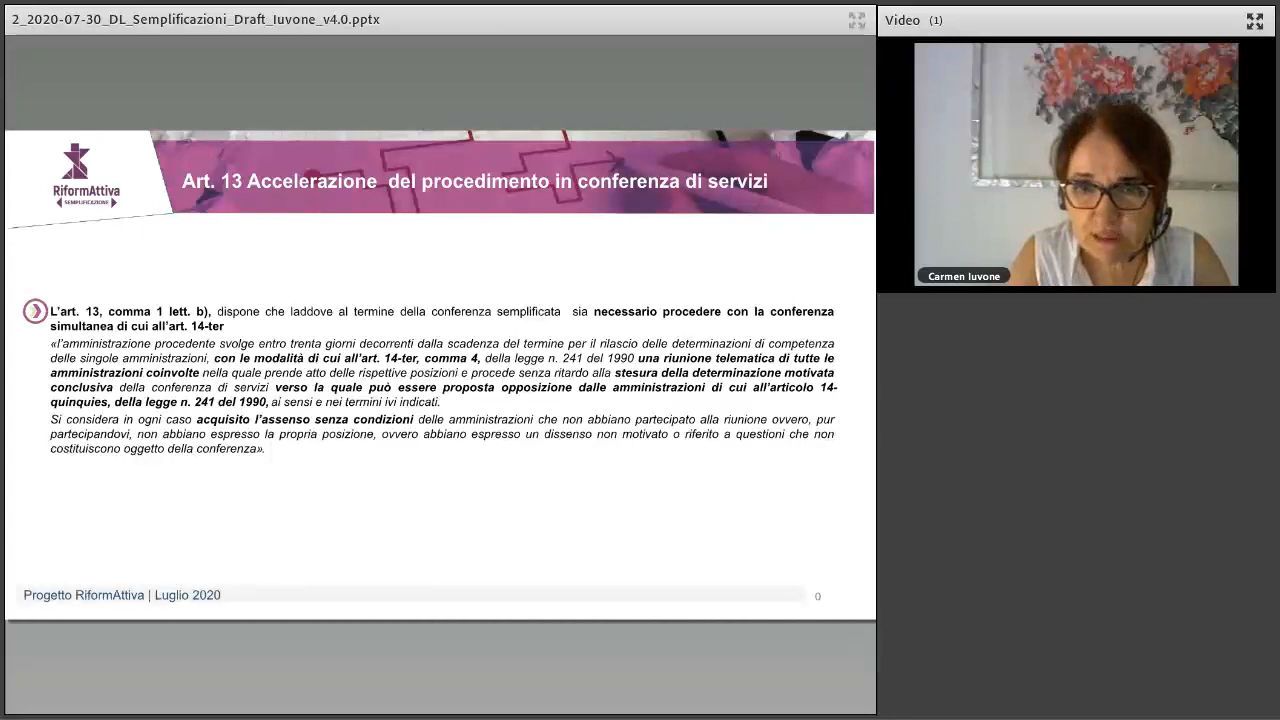 2_2020-07-30_DL_Semplificazioni_Draft_Iuvone_v4.0.pptx
Video (1)
RiformAttiva
SEMPLIFICAZIONE
Art. 13 Accelerazione del procedimento in conferenza di servizi
Carmen Iuvone
L’art. 13, comma 1 lett. b), dispone che laddove al termine della conferenza semplificata sia necessario procedere con la conferenza
simultanea di cui all’art. 14-ter
«l’amministrazione procedente svolge entro trenta giorni decorrenti dalla scadenza del termine per il rilascio delle determinazioni di competenza
delle singole amministrazioni, con le modalità di cui all’art. 14-ter, comma 4, della legge n. 241 del 1990 una riunione telematica di tutte le
amministrazioni coinvolte nella quale prende atto delle rispettive posizioni e procede senza ritardo alla stesura della determinazione motivata
conclusiva della conferenza di servizi verso la quale può essere proposta opposizione dalle amministrazioni di cui all’articolo 14-
quinquies, della legge n. 241 del 1990, ai sensi e nei termini ivi indicati.
Si considera in ogni caso acquisito l’assenso senza condizioni delle amministrazioni che non abbiano partecipato alla riunione ovvero, pur
partecipandovi, non abbiano espresso la propria posizione, ovvero abbiano espresso un dissenso non motivato o riferito a questioni che non
costituiscono oggetto della conferenza».
Progetto RiformAttiva | Luglio 2020
0